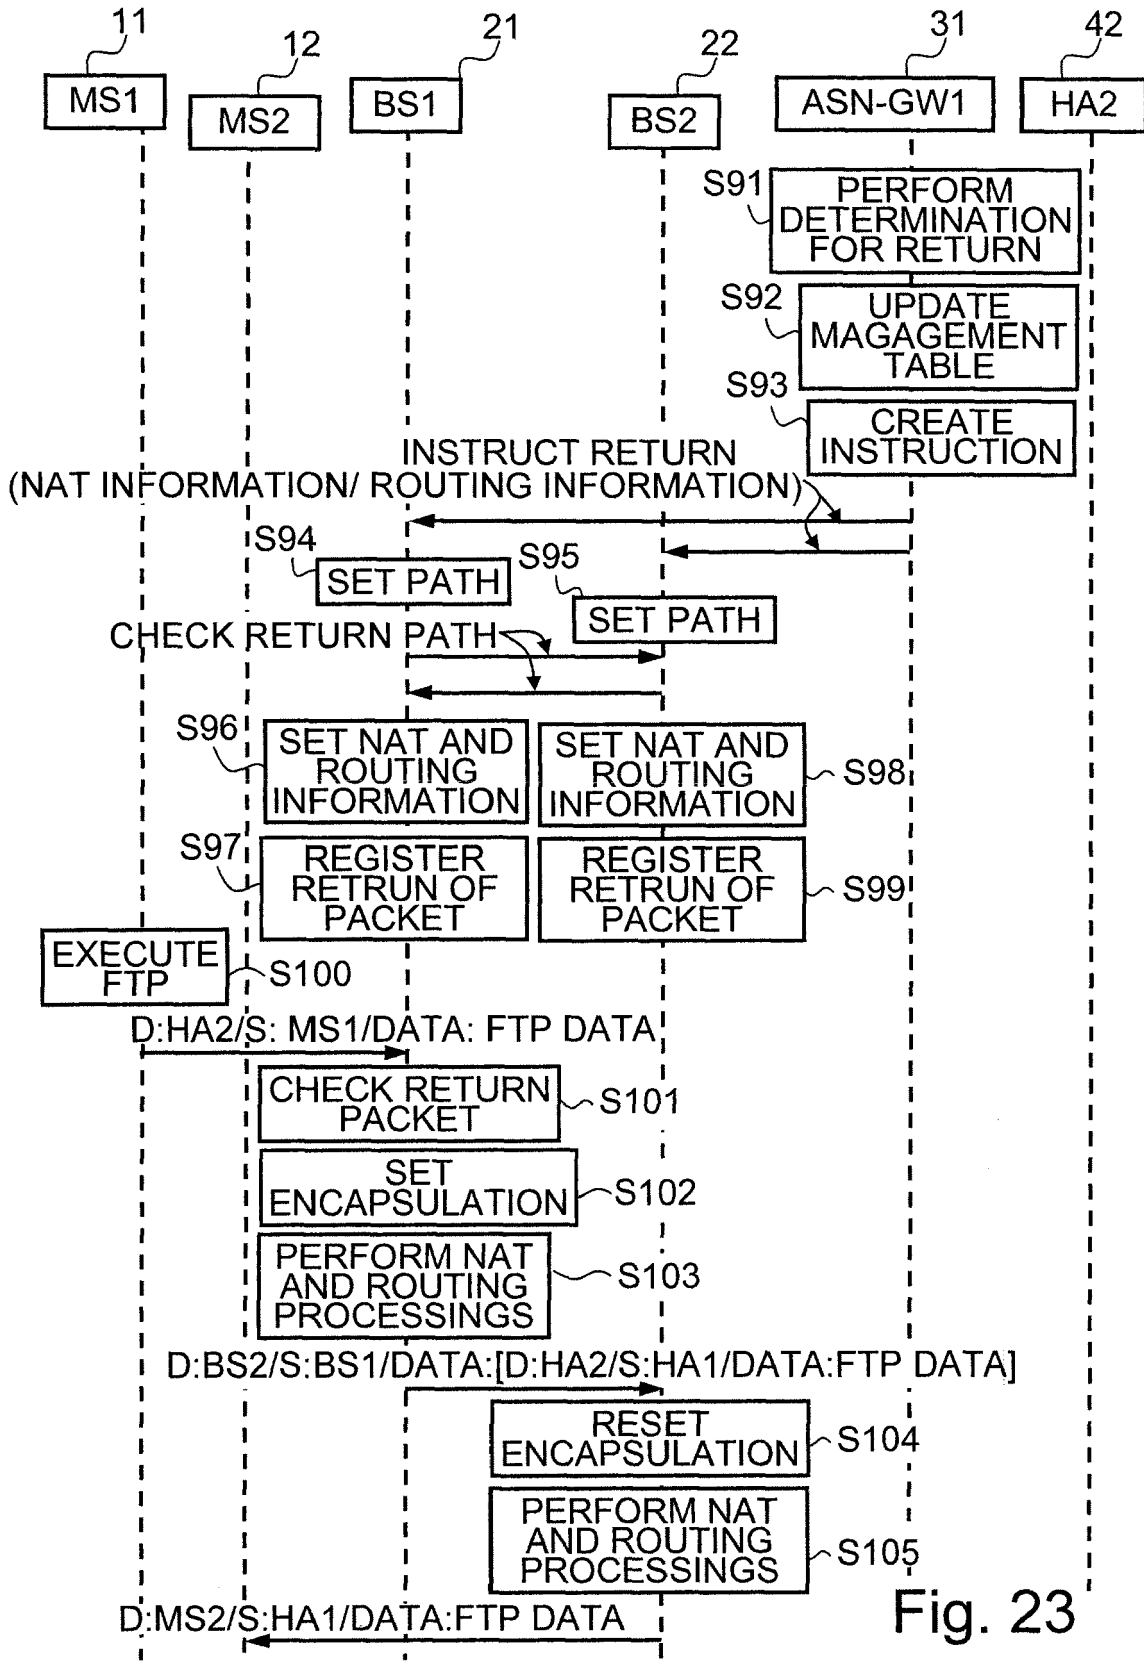 11
12
21
22
31
42
MS1
MS2
BS1
BS2
ASN-GW1
HA2
S91
PERFORM
DETERMINATION
FOR RETURN
S92
UPDATE
MAGAGEMENT
TABLE
S93
CREATE
INSTRUCTION
INSTRUCT RETURN
(NAT INFORMATION/ ROUTING INFORMATION)
S94
SET PATH
S95
SET PATH
CHECK RETURN PATH
S96
SET NAT AND
ROUTING
INFORMATION
SET NAT AND
ROUTING
INFORMATION
S98
S97
REGISTER
RETRUN OF
PACKET
REGISTER
RETRUN OF
PACKET
S99
EXECUTE
FTP
S100
D:HA2/S: MS1/DATA: FTP DATA
CHECK RETURN
PACKET
S101
SET
ENCAPSULATION
S102
PERFORM NAT
AND ROUTING
PROCESSINGS
S103
D:BS2/S:BS1/DATA:[D:HA2/S:HA1/DATA:FTP DATA]
RESET
ENCAPSULATION
S104
PERFORM NAT
AND ROUTING
PROCESSINGS
S105
D:MS2/S:HA1/DATA:FTP DATA
Fig. 23